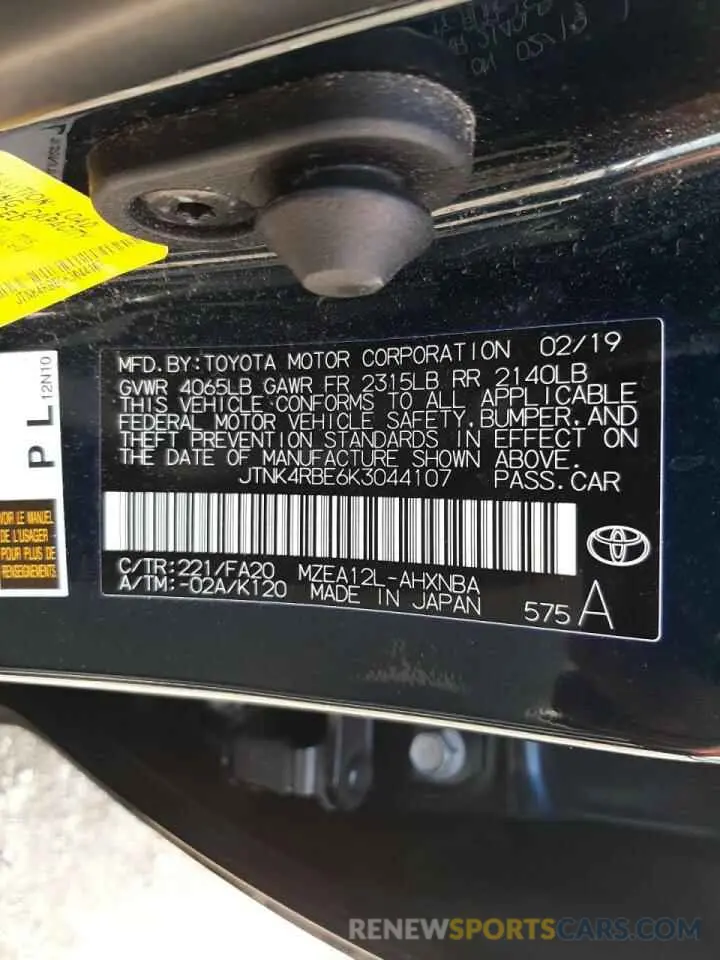 CAUTION LOAD
12N10
P L
MFD.BY:TOYOTA MOTOR CORPORATION 02/19
GVWR 4065LB GAWR FR 2315LB RR 2140LB
THIS VEHICLE CONFORMS TO ALL APPLICABLE
FEDERAL MOTOR VEHICLE SAFETY,BUMPER,AND
THEFT PREVENTION STANDARDS IN EFFECT ON
THE DATE OF MANUFACTURE SHOWN ABOVE.
JTNK4RBE6K3044107 PASS.CAR
VOIR LE MANUEL
DE L'USAGER
POUR PLUS DE
RENSEIGNEMENTS
C/TR:221/FA20 MZEA12L-AHXNBA
A/TM:-02A/K120 MADE IN JAPAN
575 A
RENEWSPORTSCARS.COM